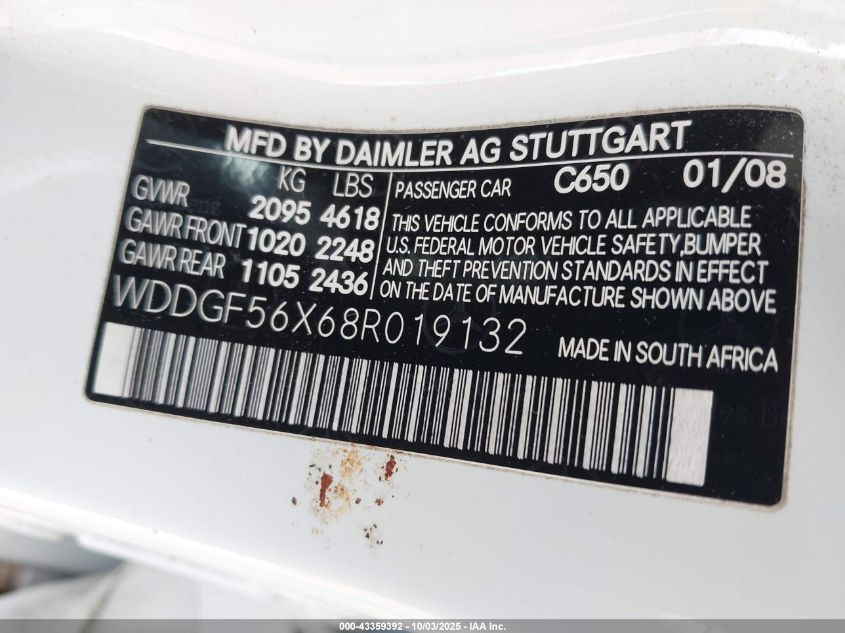 MFD BY DAIMLER AG STUTTGART
KG LBS
GVWR 2095 4618
GAWR FRONT 1020 2248
GAWR REAR 1105 2436
PASSENGER CAR C650 01/08
THIS VEHICLE CONFORMS TO ALL APPLICABLE
U.S. FEDERAL MOTOR VEHICLE SAFETY,BUMPER
AND THEFT PREVENTION STANDARDS IN EFFECT
ON THE DATE OF MANUFACTURE SHOWN ABOVE
WDDGF56X68R019132
MADE IN SOUTH AFRICA
000-43359392 - 10/03/2025 - IAA Inc.